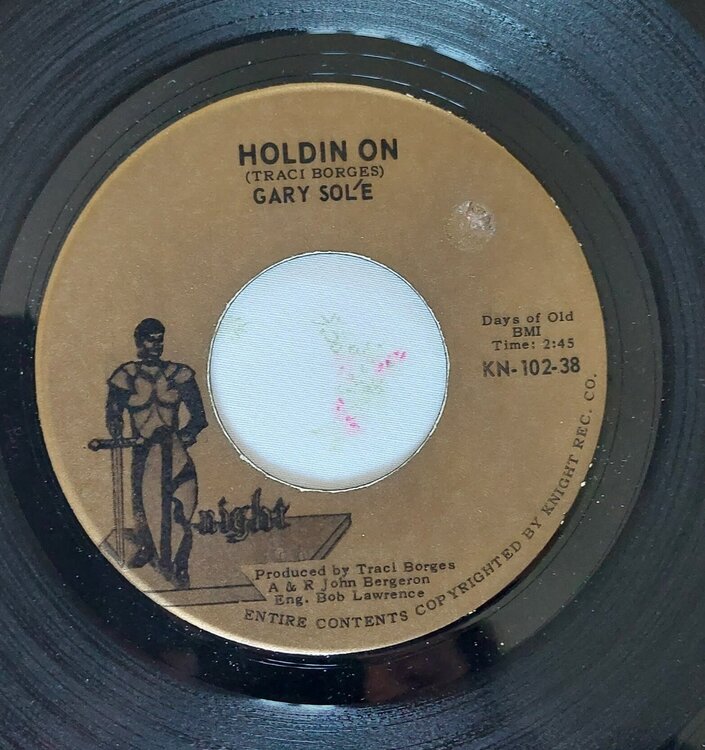 HOLDIN ON
(TRACI BORGES)
GARY SOL'E
Days of Old
BMI
Time: 2:45
KN-102-38
Knight
Produced by Traci Borges
A & R John Bergeron
Eng. Bob Lawrence
ENTIRE CONTENTS COPYRIGHTED BY KNIGHT REC. CO.